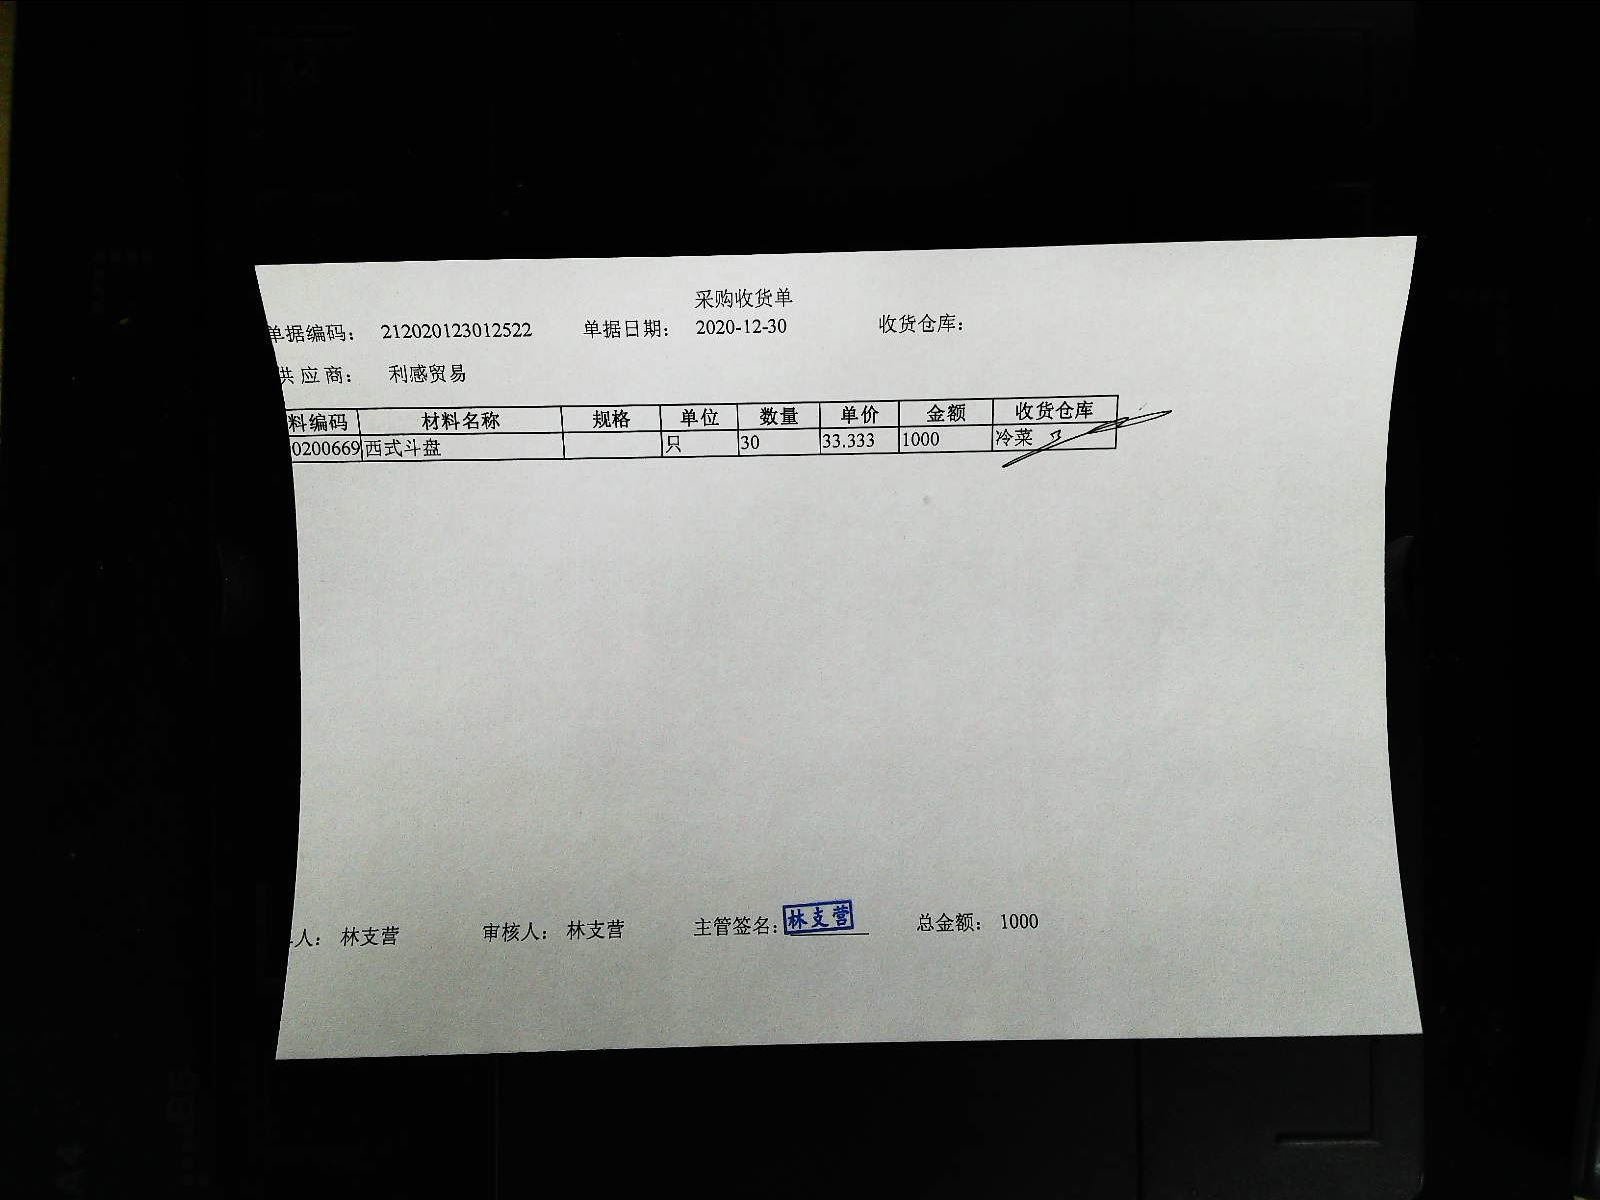 采购收货单
单据编码： 212020123012522 单据日期： 2020-12-30 收货仓库：
供应商： 利感贸易
料编码 材料名称 规格 单位 数量 单价 金额 收货仓库
0200669 西式斗盘 只 30 33.333 1000 冷菜
人： 林支营 审核人： 林支营 主管签名： 林支营 总金额： 1000